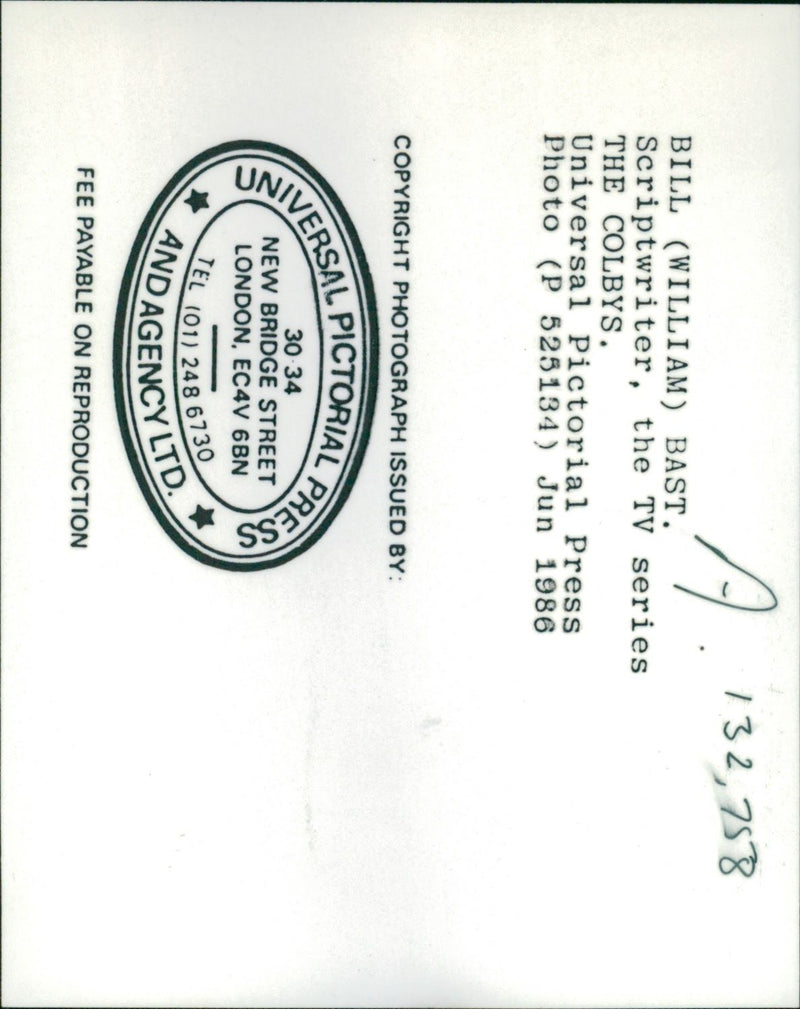 132,758
A.
BILL (WILLIAM) BAST.
Scriptwriter, the TV series
THE COLBYS.
Universal Pictorial Press
Photo (P 525134) Jun 1986
COPYRIGHT PHOTOGRAPH ISSUED BY:
UNIVERSAL PICTORIAL PRESS
30-34
NEW BRIDGE STREET
LONDON, EC4V 6BN
TEL (01) 248 6730
AND AGENCY LTD.
FEE PAYABLE ON REPRODUCTION